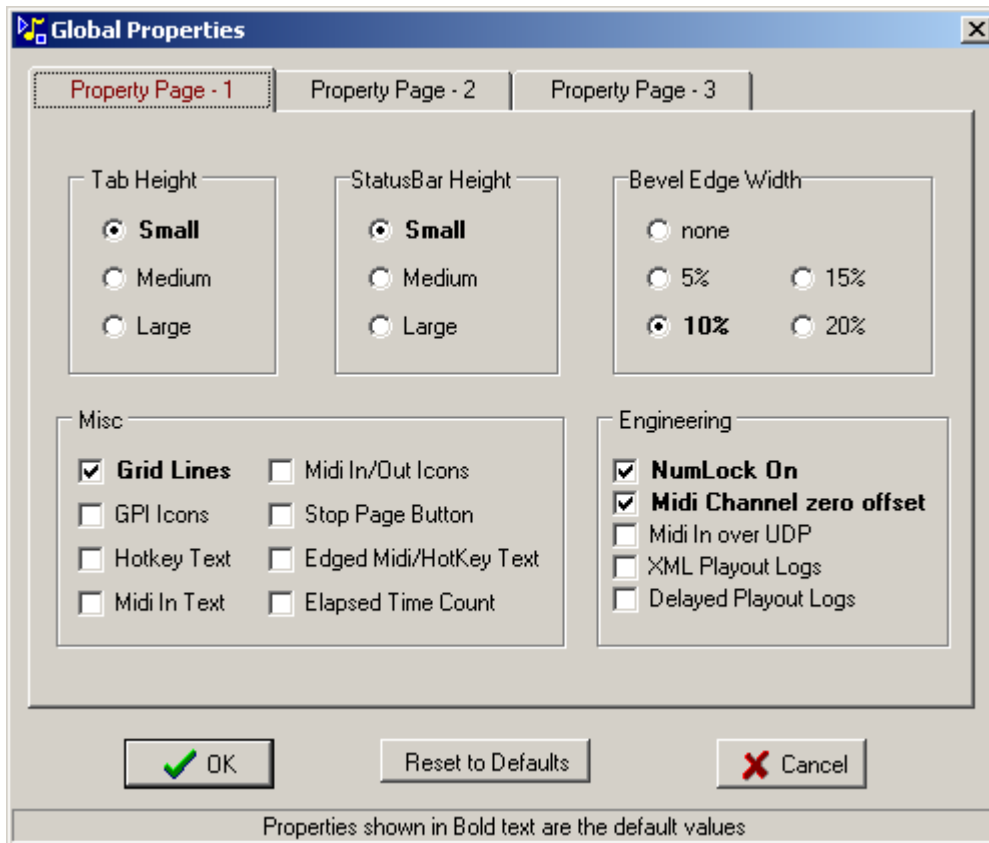 Global Properties
Property Page - 1
Property Page - 2
Property Page - 3
Tab Height
Small
Medium
Large
StatusBar Height
Small
Medium
Large
Bevel Edge Width
none
5%
15%
10%
20%
Misc
Grid Lines
GPI Icons
Hotkey Text
Midi In Text
Midi In/Out Icons
Stop Page Button
Edged Midi/HotKey Text
Elapsed Time Count
Engineering
NumLock On
Midi Channel zero offset
Midi In over UDP
XML Playout Logs
Delayed Playout Logs
OK
Reset to Defaults
Cancel
Properties shown in Bold text are the default values